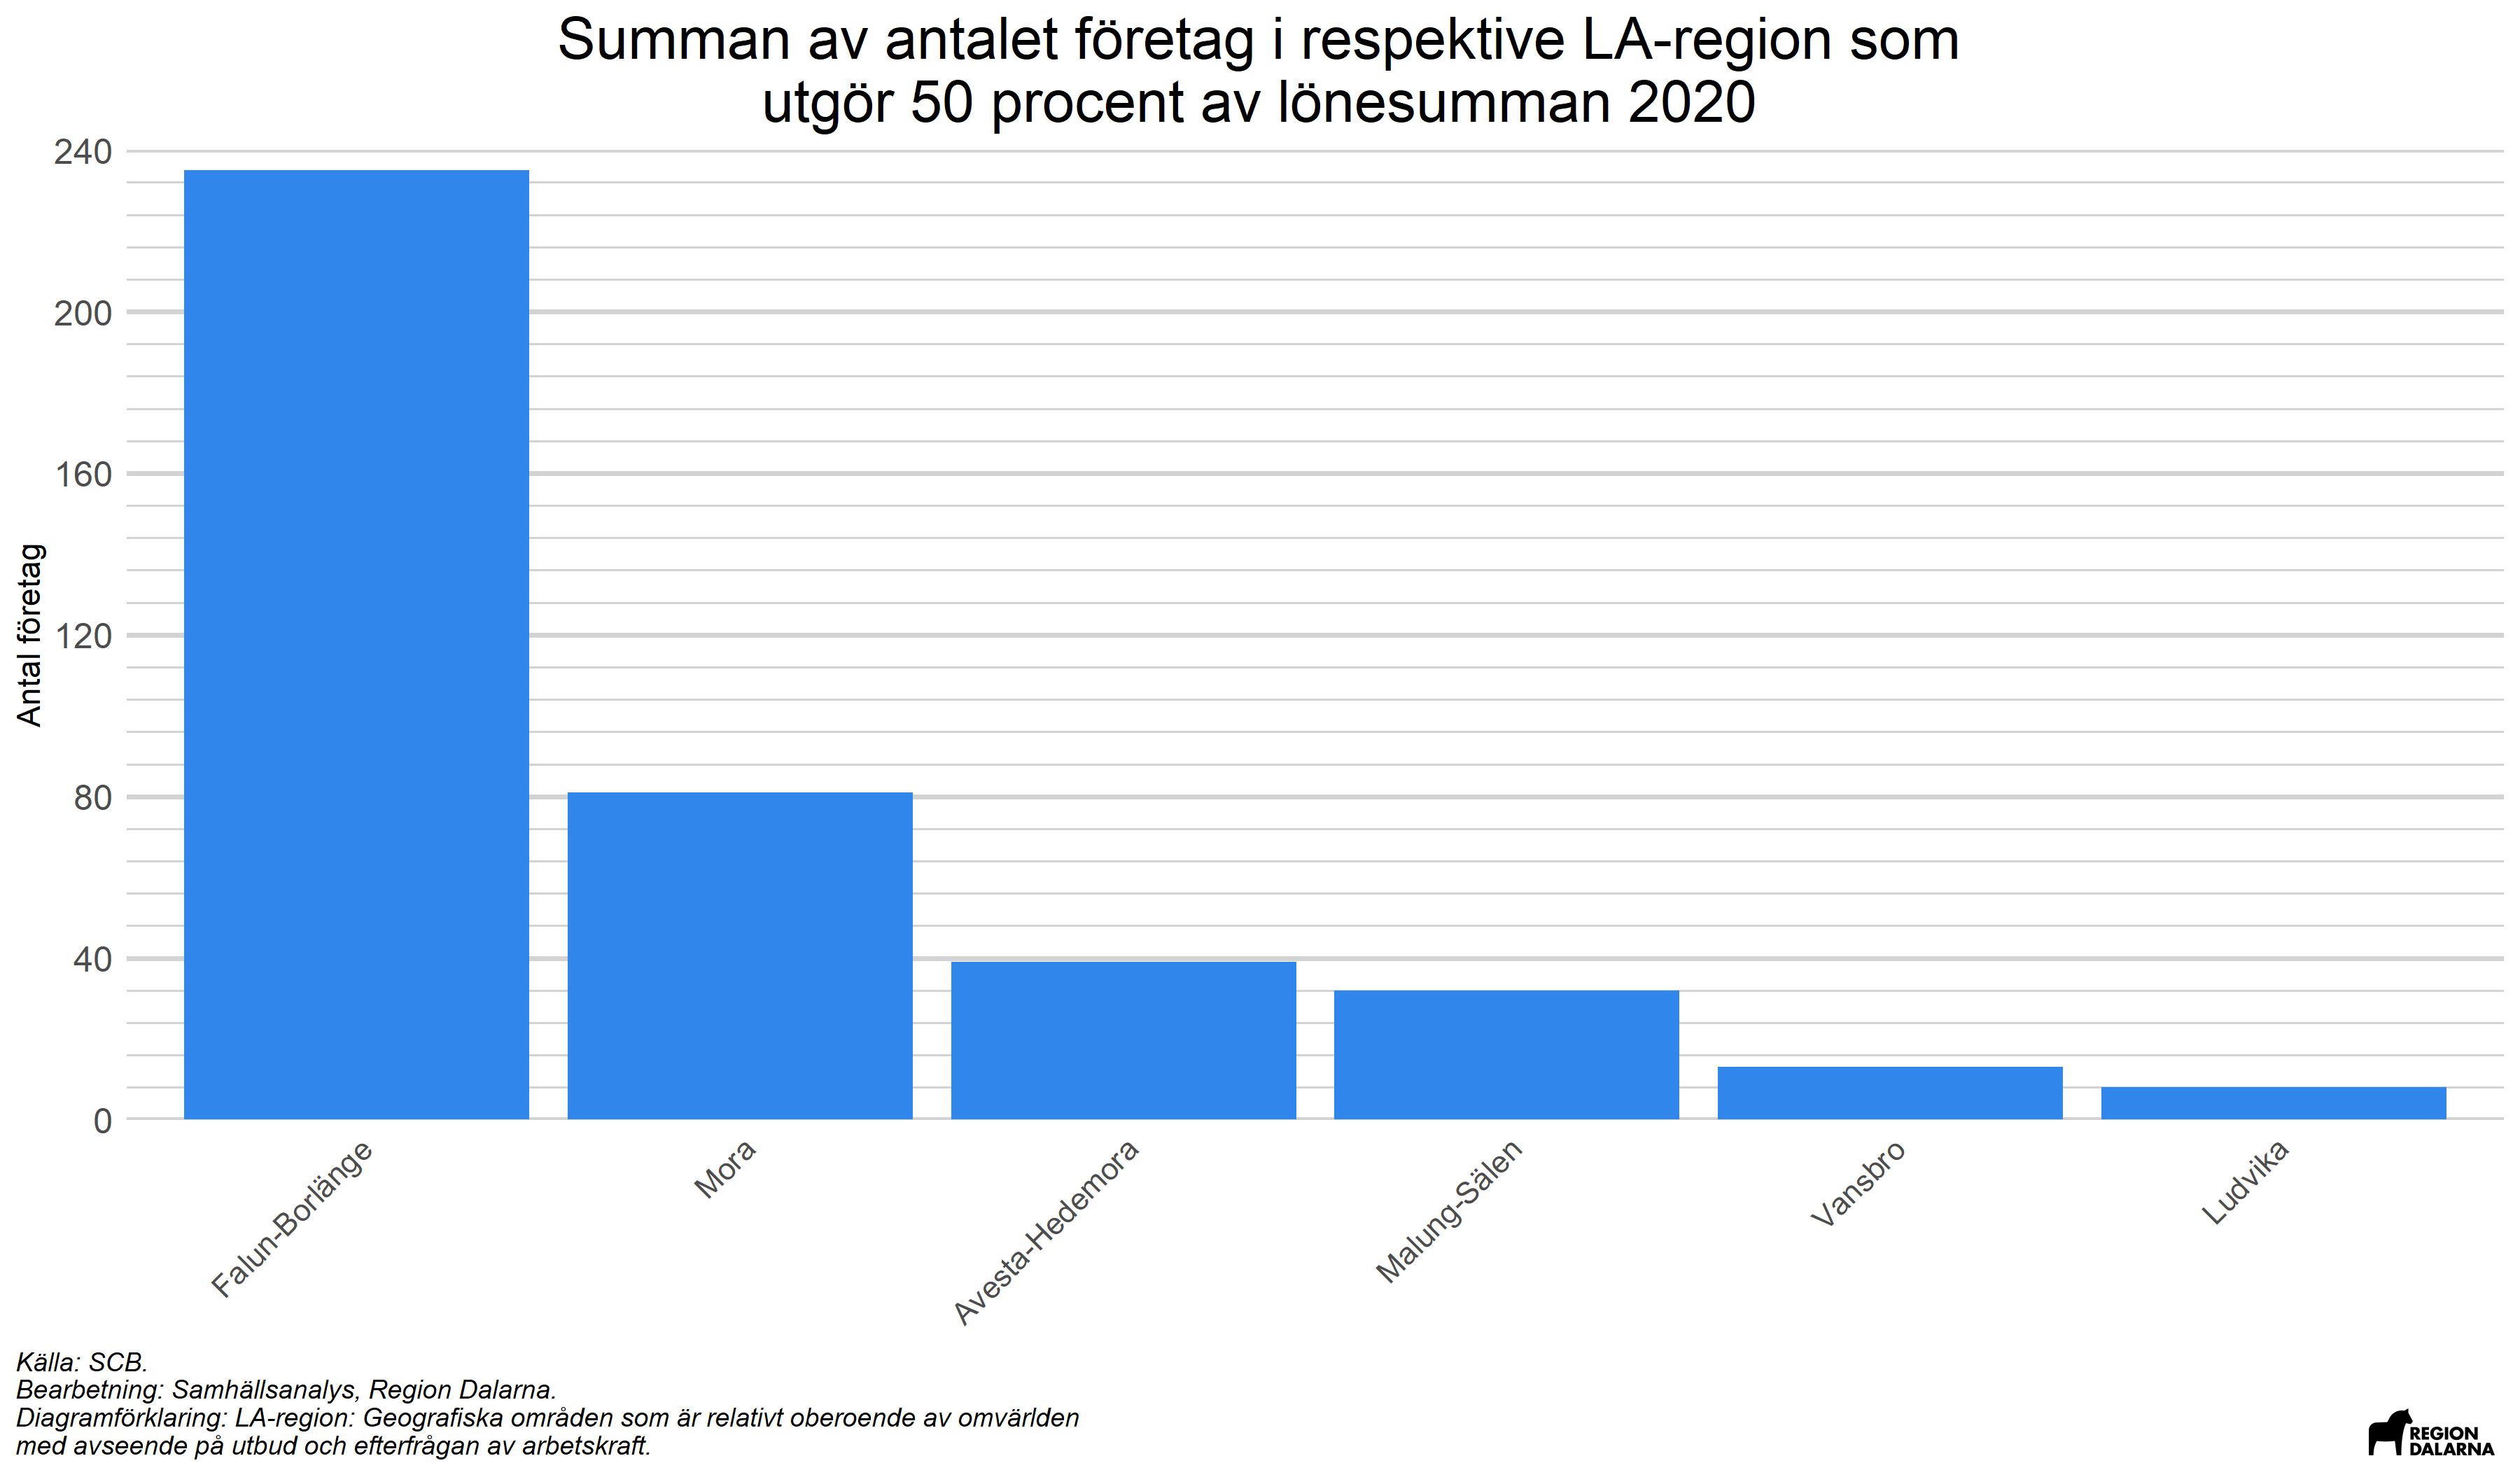 Summan av antalet företag i respektive LA-region som
utgör 50 procent av lönesumman 2020
240
200
160
120
80
40
0
Antal företag
Falun-Borlänge
Mora
Avesta-Hedemora
Malung-Sälen
Vansbro
Ludvika
Källa: SCB.
Bearbetning: Samhällsanalys, Region Dalarna.
Diagramförklaring: LA-region: Geografiska områden som är relativt oberoende av omvärlden
med avseende på utbud och efterfrågan av arbetskraft.
REGION
DALARNA